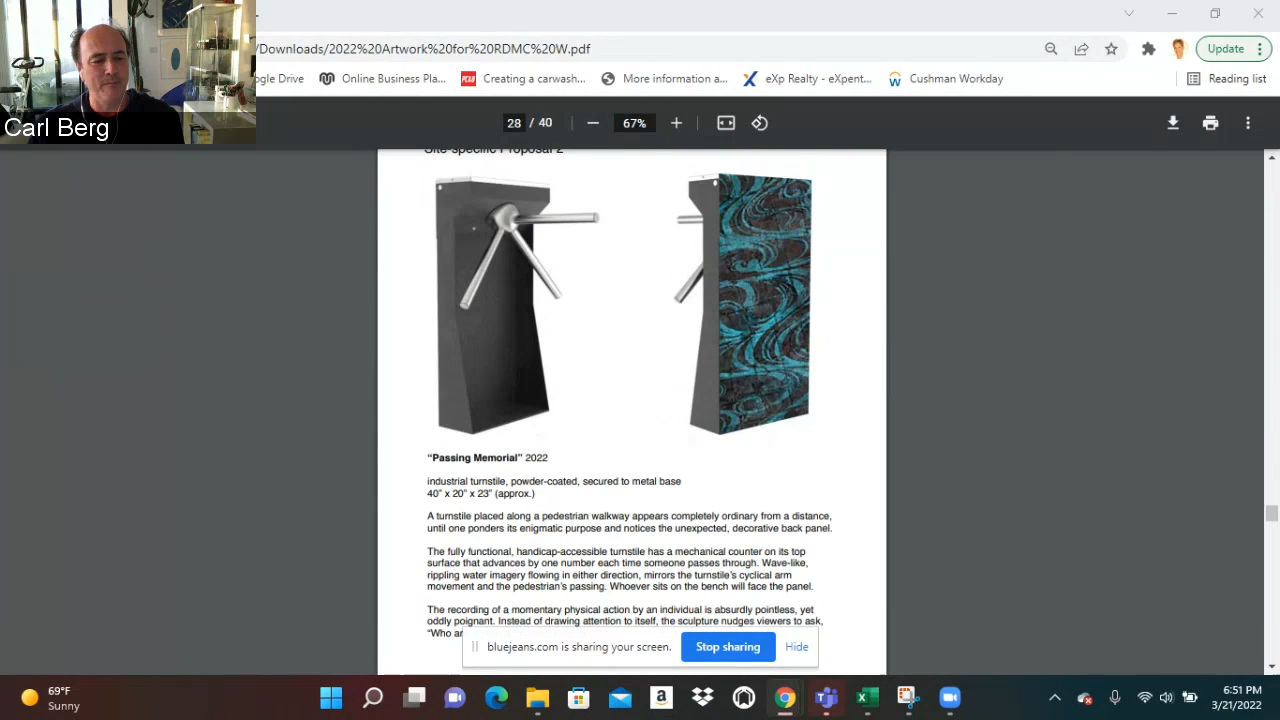 /Downloads/2022%20Artwork%20for%20RDMC%20W.pdf
Update
ogle Drive
Online Business Pla...
PCMD
Creating a carwash...
More information a...
eXp Realty - eXpent...
Cushman Workday
Reading list
Carl Berg
28 / 40
67%
Site-specific Proposal 2
“Passing Memorial” 2022
industrial turnstile, powder-coated, secured to metal base
40” x 20” x 23” (approx.)
A turnstile placed along a pedestrian walkway appears completely ordinary from a distance,
until one ponders its enigmatic purpose and notices the unexpected, decorative back panel.
The fully functional, handicap-accessible turnstile has a mechanical counter on its top
surface that advances by one number each time someone passes through. Wave-like,
rippling water imagery flowing in either direction, mirrors the turnstile’s cyclical arm
movement and the pedestrian’s passing. Whoever sits on the bench will face the panel.
The recording of a momentary physical action by an individual is absurdly pointless, yet
oddly poignant. Instead of drawing attention to itself, the sculpture nudges viewers to ask,
“Who ar
bluejeans.com is sharing your screen.
Stop sharing
Hide
69°F
Sunny
6:51 PM
3/21/2022